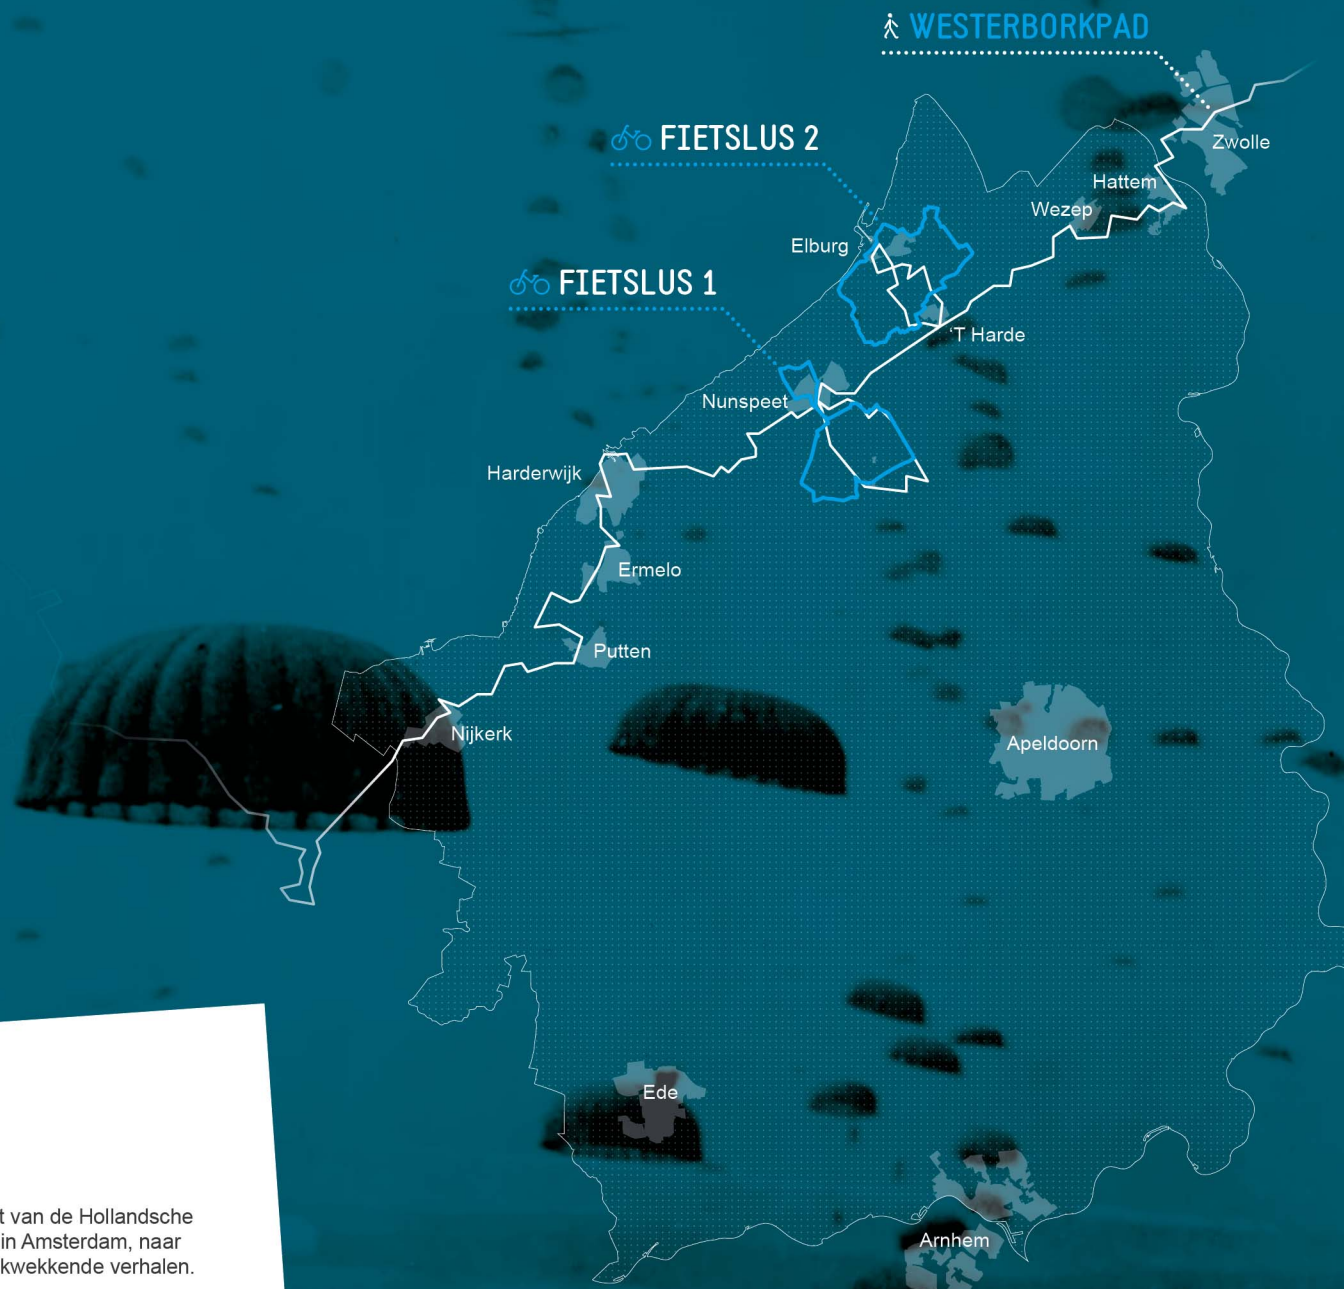 WESTERBORKPAD
FIETSLUS 2
Zwolle
Hattem
Wezep
Elburg
FIETSLUS 1
'T Harde
Nunspeet
Harderwijk
Ermelo
Putten
Nijkerk
Apeldoorn
Ede
Arnhem
van de Hollandsche
in Amsterdam, naar
verhalen.